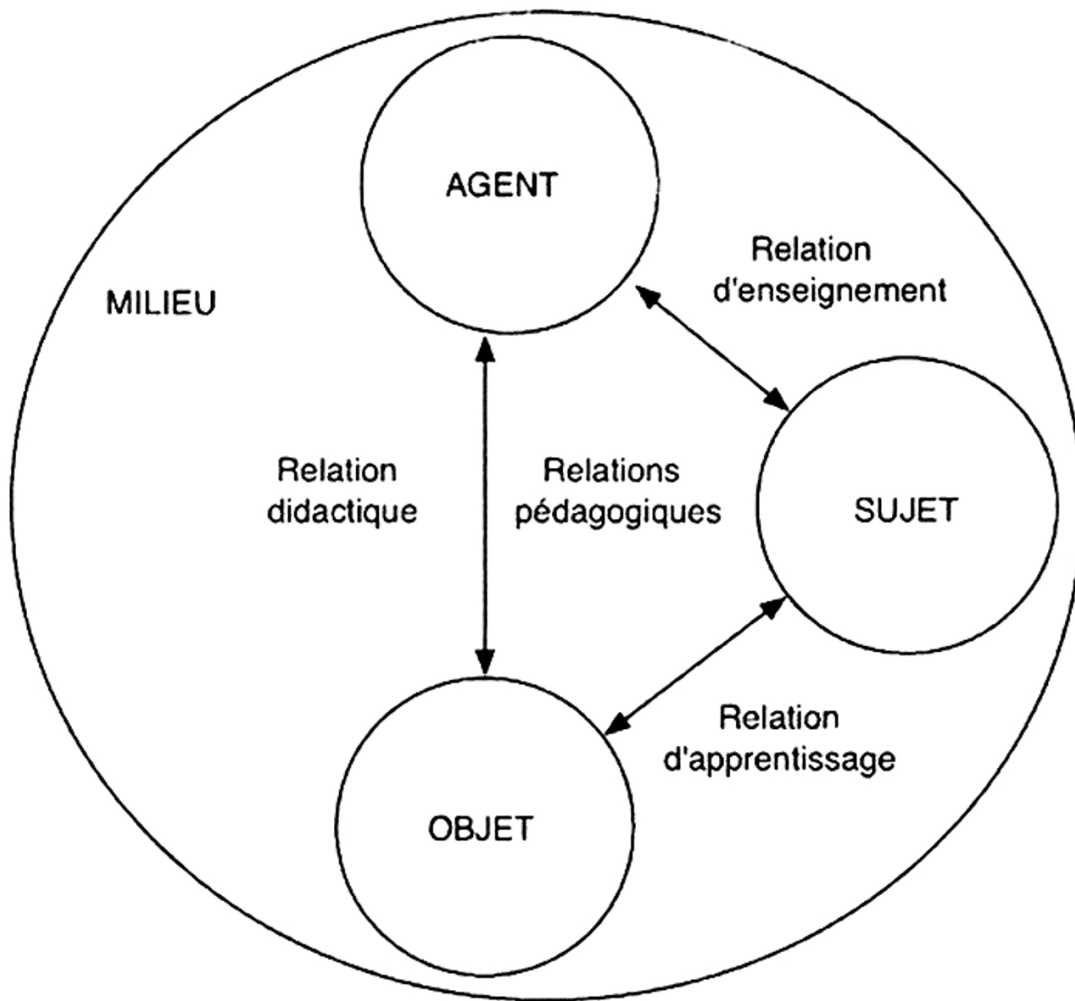 AGENT
Relation
d'enseignement
MILIEU
Relation
didactique
Relations
pédagogiques
SUJET
Relation
d'apprentissage
OBJET